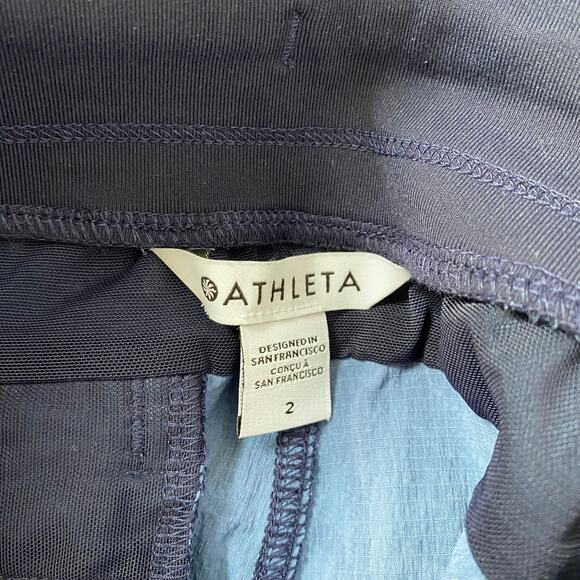 ATHLETA
DESIGNED IN
SAN FRANCISCO
CONÇU À
SAN FRANCISCO
2